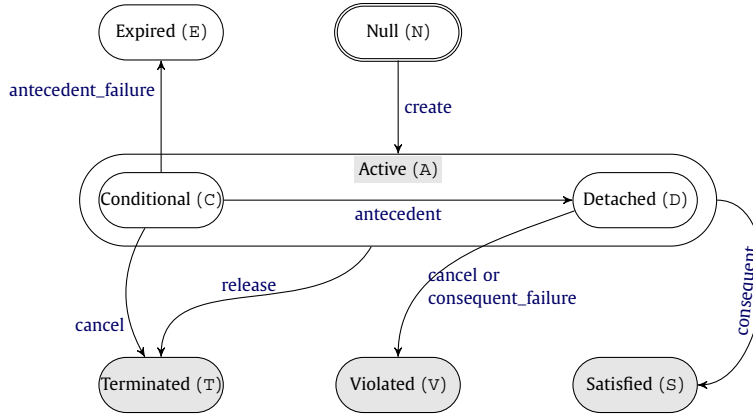 Expired (E)
Null (N)
antecedent_failure
create
Active (A)
Conditional (C)
Detached (D)
antecedent
release
cancel or
consequent_failure
consequent
cancel
Terminated (T)
Violated (V)
Satisfied (S)